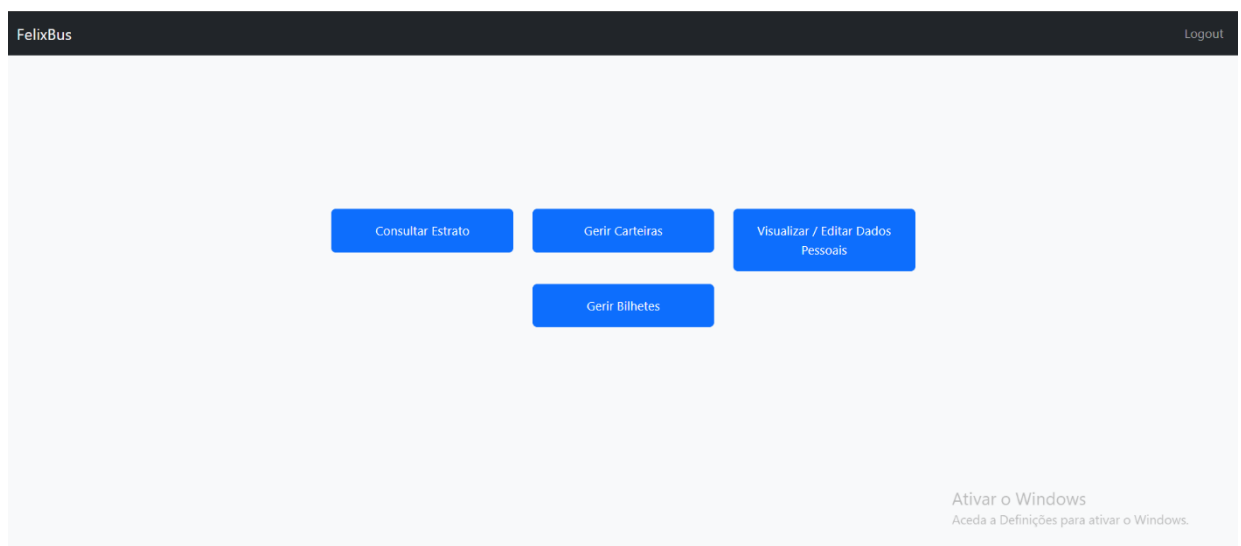 FelixBus
Logout
Consultar Estrato
Gerir Carteiras
Visualizar / Editar Dados
Pessoais
Gerir Bilhetes
Ativar o Windows
Aceda a Definições para ativar o Windows.